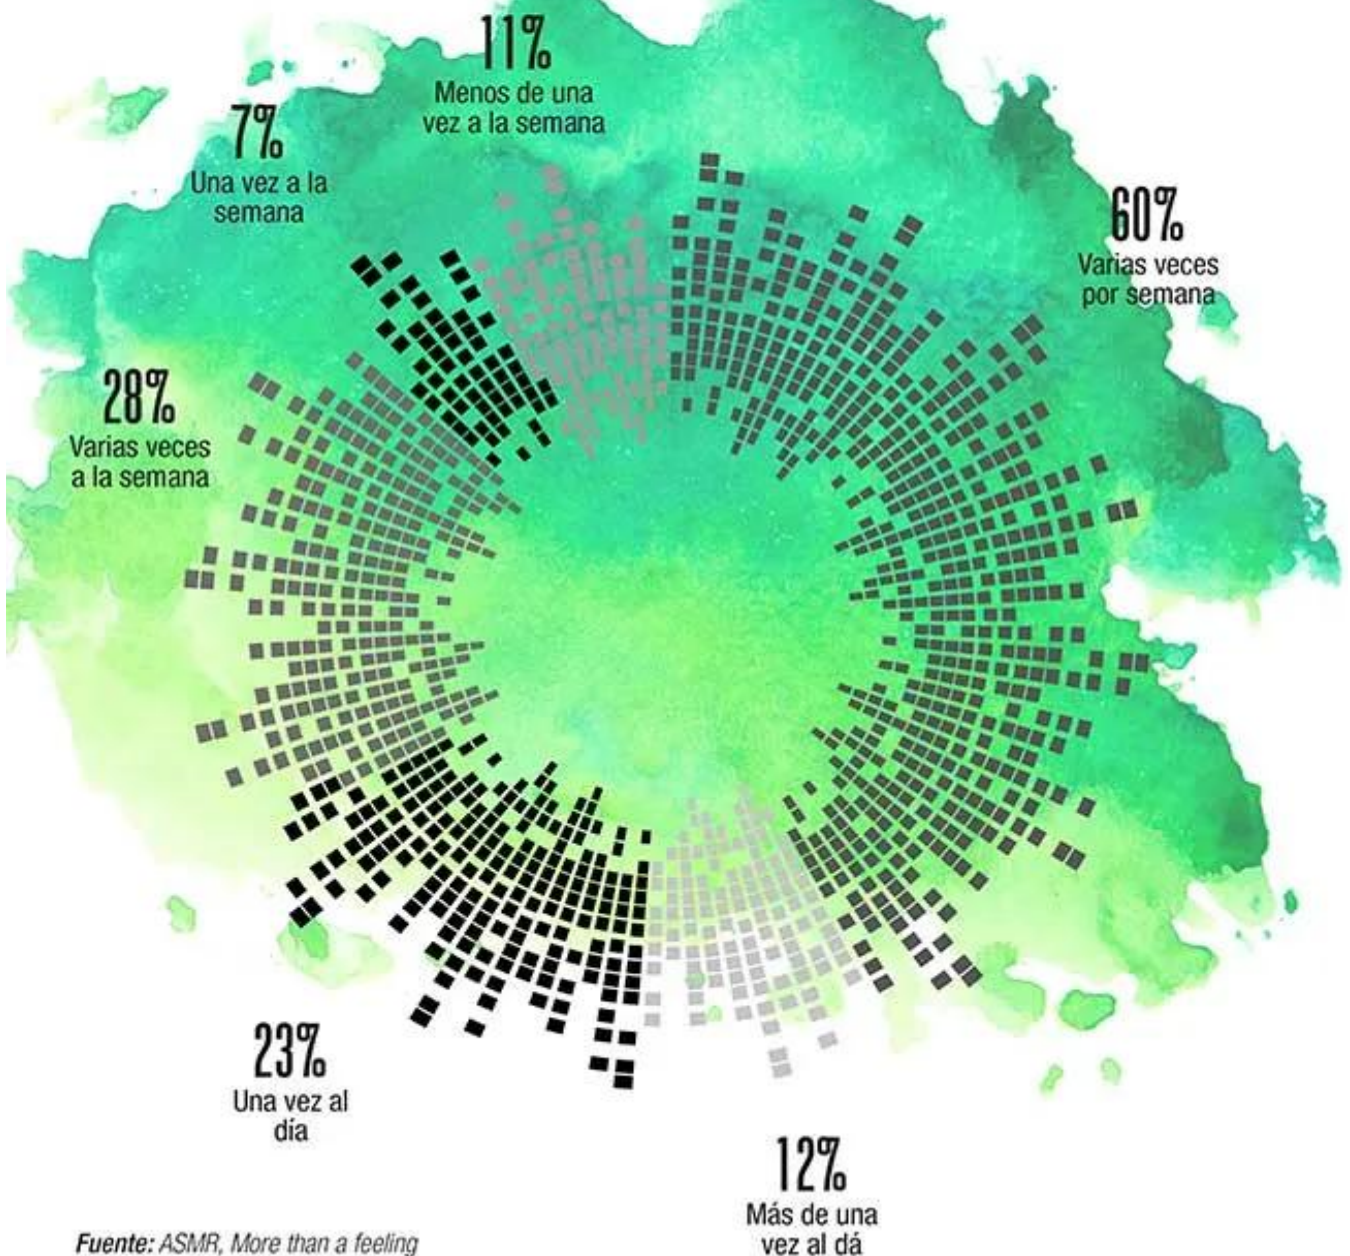 11%
Menos de una
vez a la semana
7%
Una vez a la
semana
60%
Varias veces
por semana
28%
Varias veces
a la semana
23%
Una vez al
día
12%
Más de una
vez al dá
Fuente: ASMR, More than a feeling